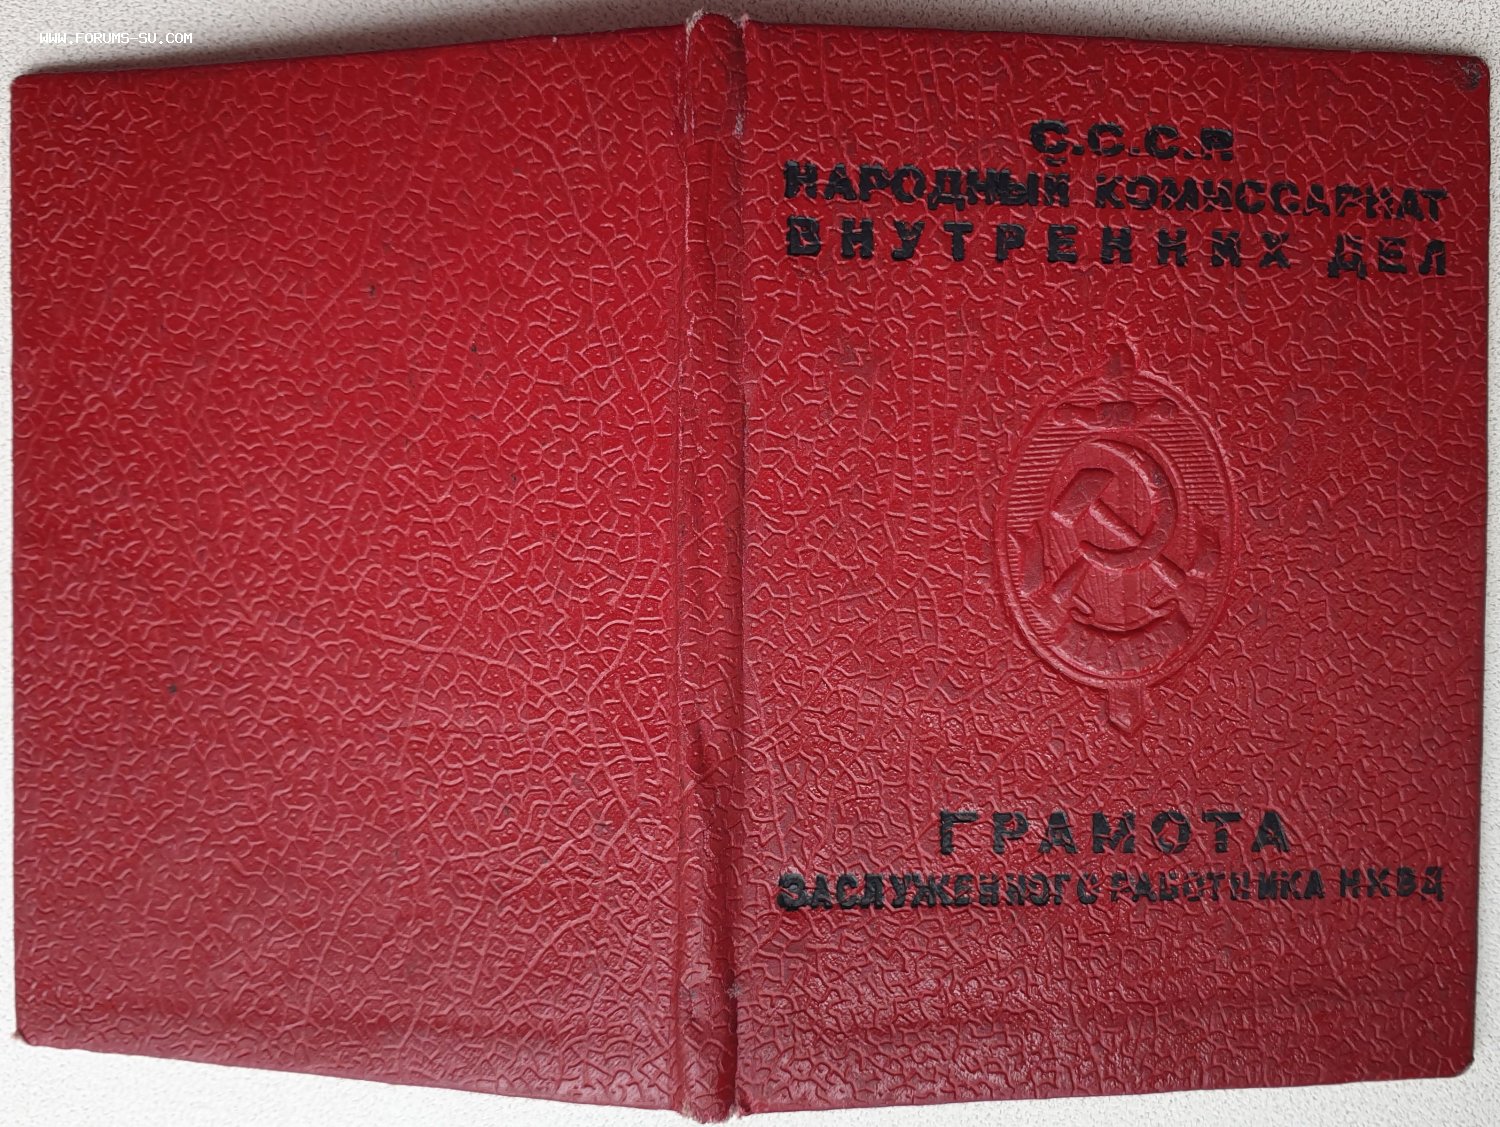 WWW.FORUMS-SU.COM
С.С.С.Р.
НАРОДНЫЙ КОМИССАРИАТ
ВНУТРЕННИХ ДЕЛ
ГРАМОТА
ЗАСЛУЖЕННОГО РАБОТНИКА НКВД